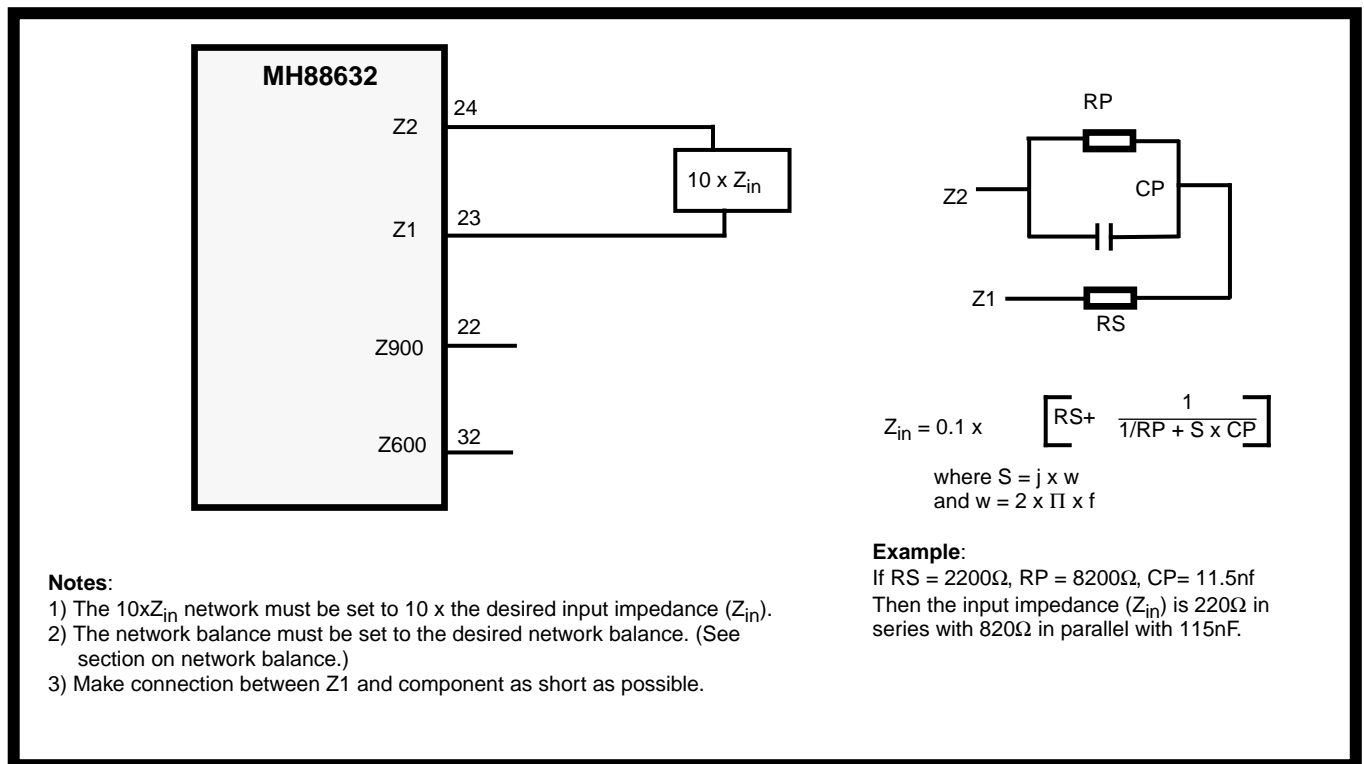 MH88632
Z2
24
10 x Zin
Z1
23
Z900
22
Z600
32
RP
Z2
CP
Z1
RS
Zin = 0.1 x [RS+ 1 / 1/RP + S x CP]
where S = j x w
and w = 2 x Π x f
Example:
If RS = 2200Ω, RP = 8200Ω, CP= 11.5nf
Then the input impedance (Zin) is 220Ω in
series with 820Ω in parallel with 115nF.
Notes:
1) The 10xZin network must be set to 10 x the desired input impedance (Zin).
2) The network balance must be set to the desired network balance. (See
section on network balance.)
3) Make connection between Z1 and component as short as possible.